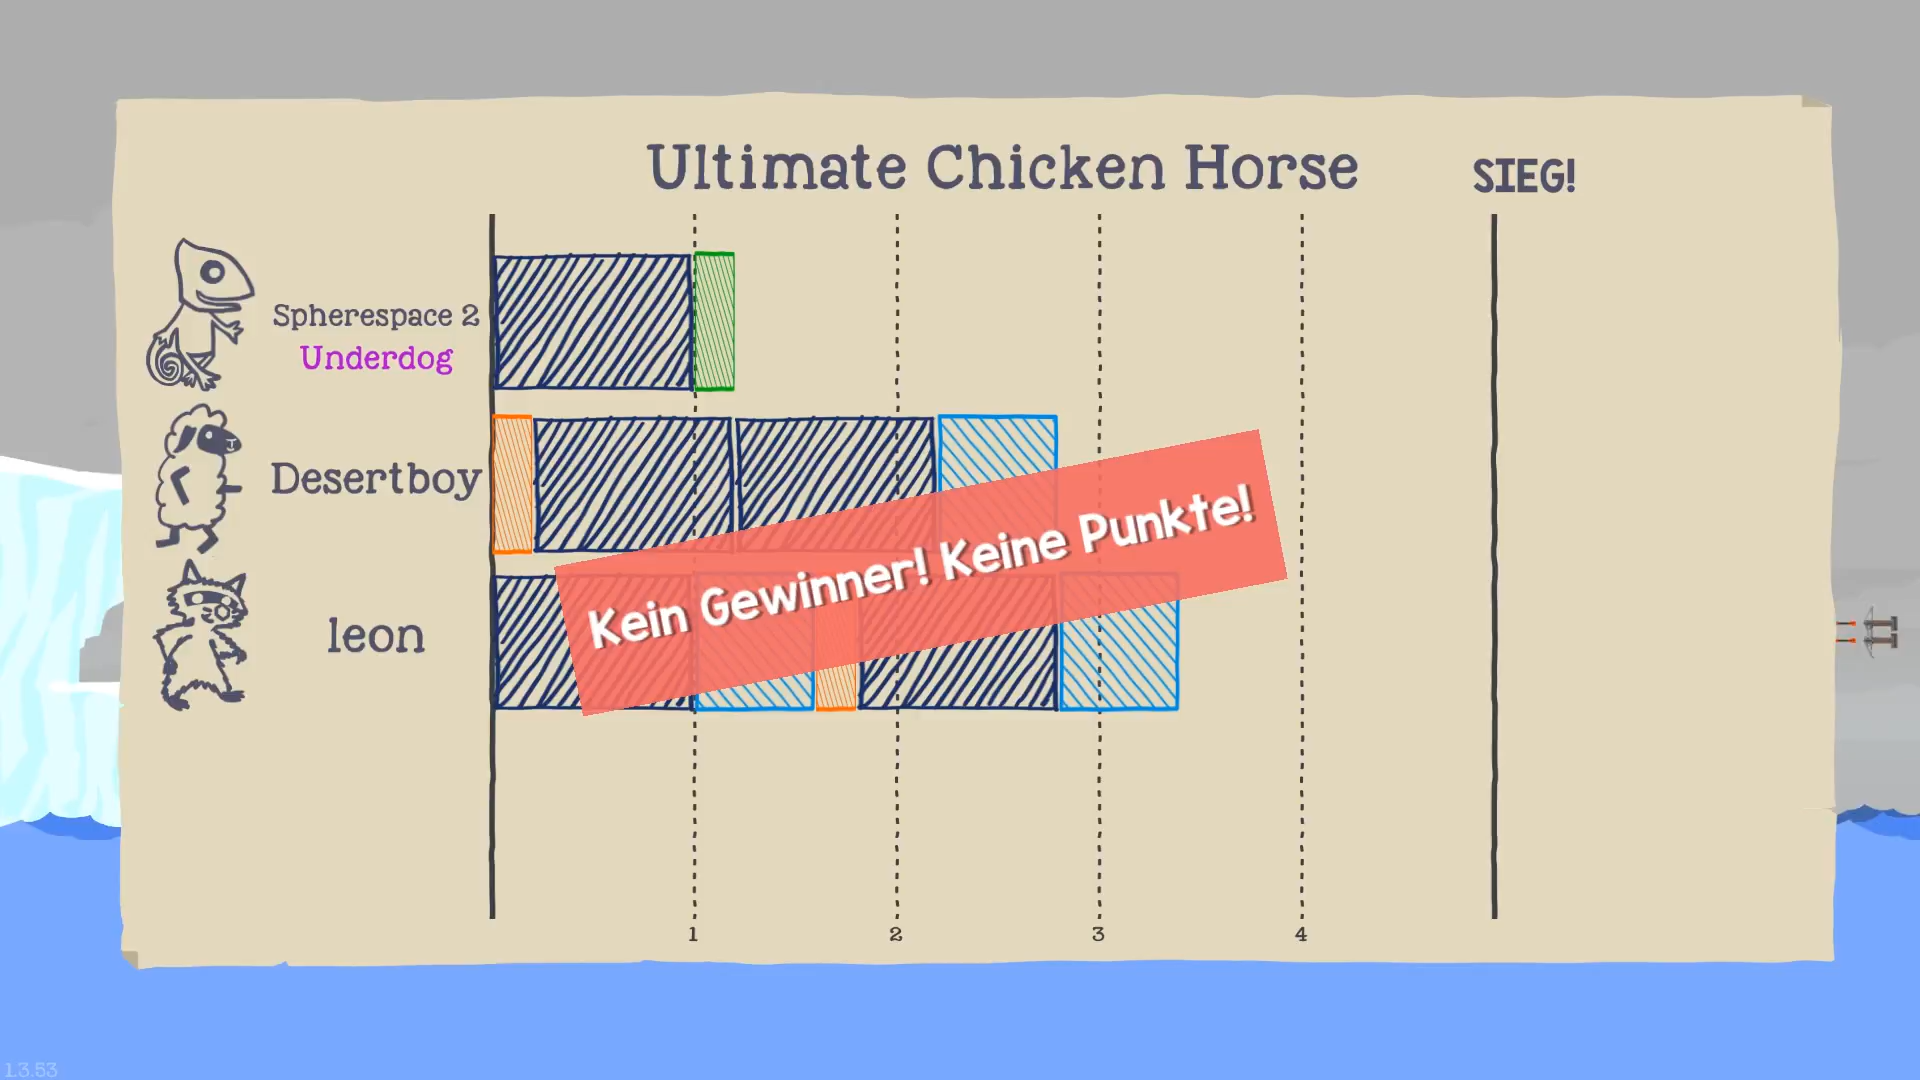 Ultimate Chicken Horse
SIEG!
Spherespace 2
Underdog
Desertboy
Kein Gewinner! Keine Punkte!
leon
1
2
3
4
1.3.53